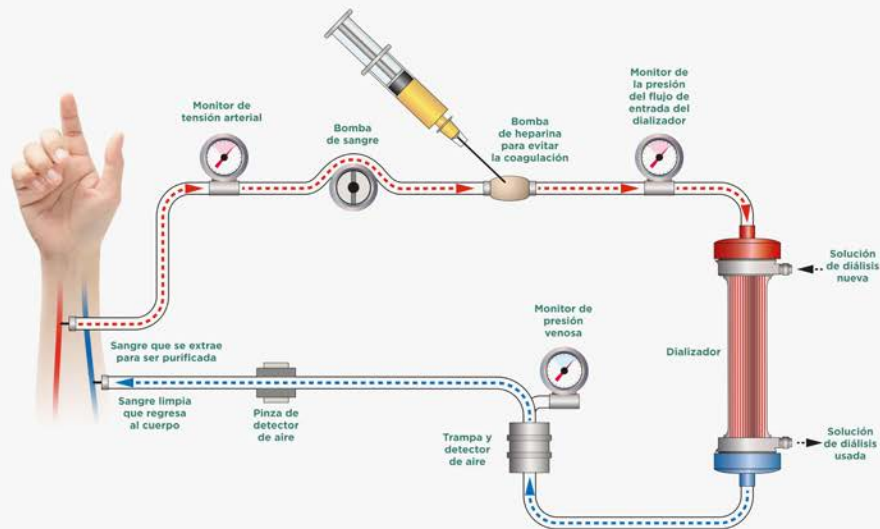 Monitor de
tensión arterial
Bomba
de sangre
Bomba
de heparina
para evitar
la coagulación
Monitor de
la presión
del flujo de
entrada del
dializador
Solución
de diálisis
nueva
Dializador
Solución
de diálisis
usada
Monitor de
presión
venosa
Trampa y
detector
de aire
Pinza de
detector
de aire
Sangre que se extrae
para ser purificada
Sangre limpia
que regresa
al cuerpo